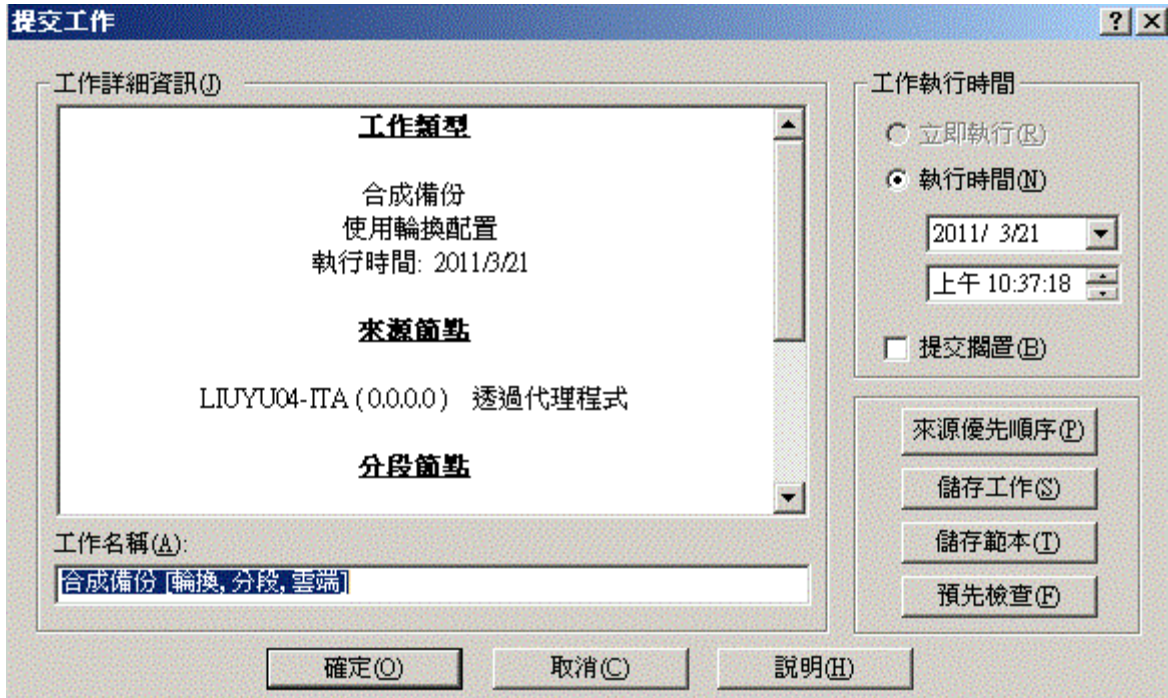 提交工作
工作詳細資訊(J)
工作類型
合成備份
使用輪換配置
執行時間: 2011/3/21
來源節點
LIUYU04-ITA ( 0.0.0.0 ) 透過代理程式
分段節點
工作名稱(A):
合成備份 [輪換, 分段, 雲端]
工作執行時間
立即執行(R)
執行時間(N)
2011/ 3/21
上午 10:37:18
提交擱置(B)
來源優先順序(P)
儲存工作(S)
儲存範本(T)
預先檢查(F)
確定(O)
取消(C)
說明(H)